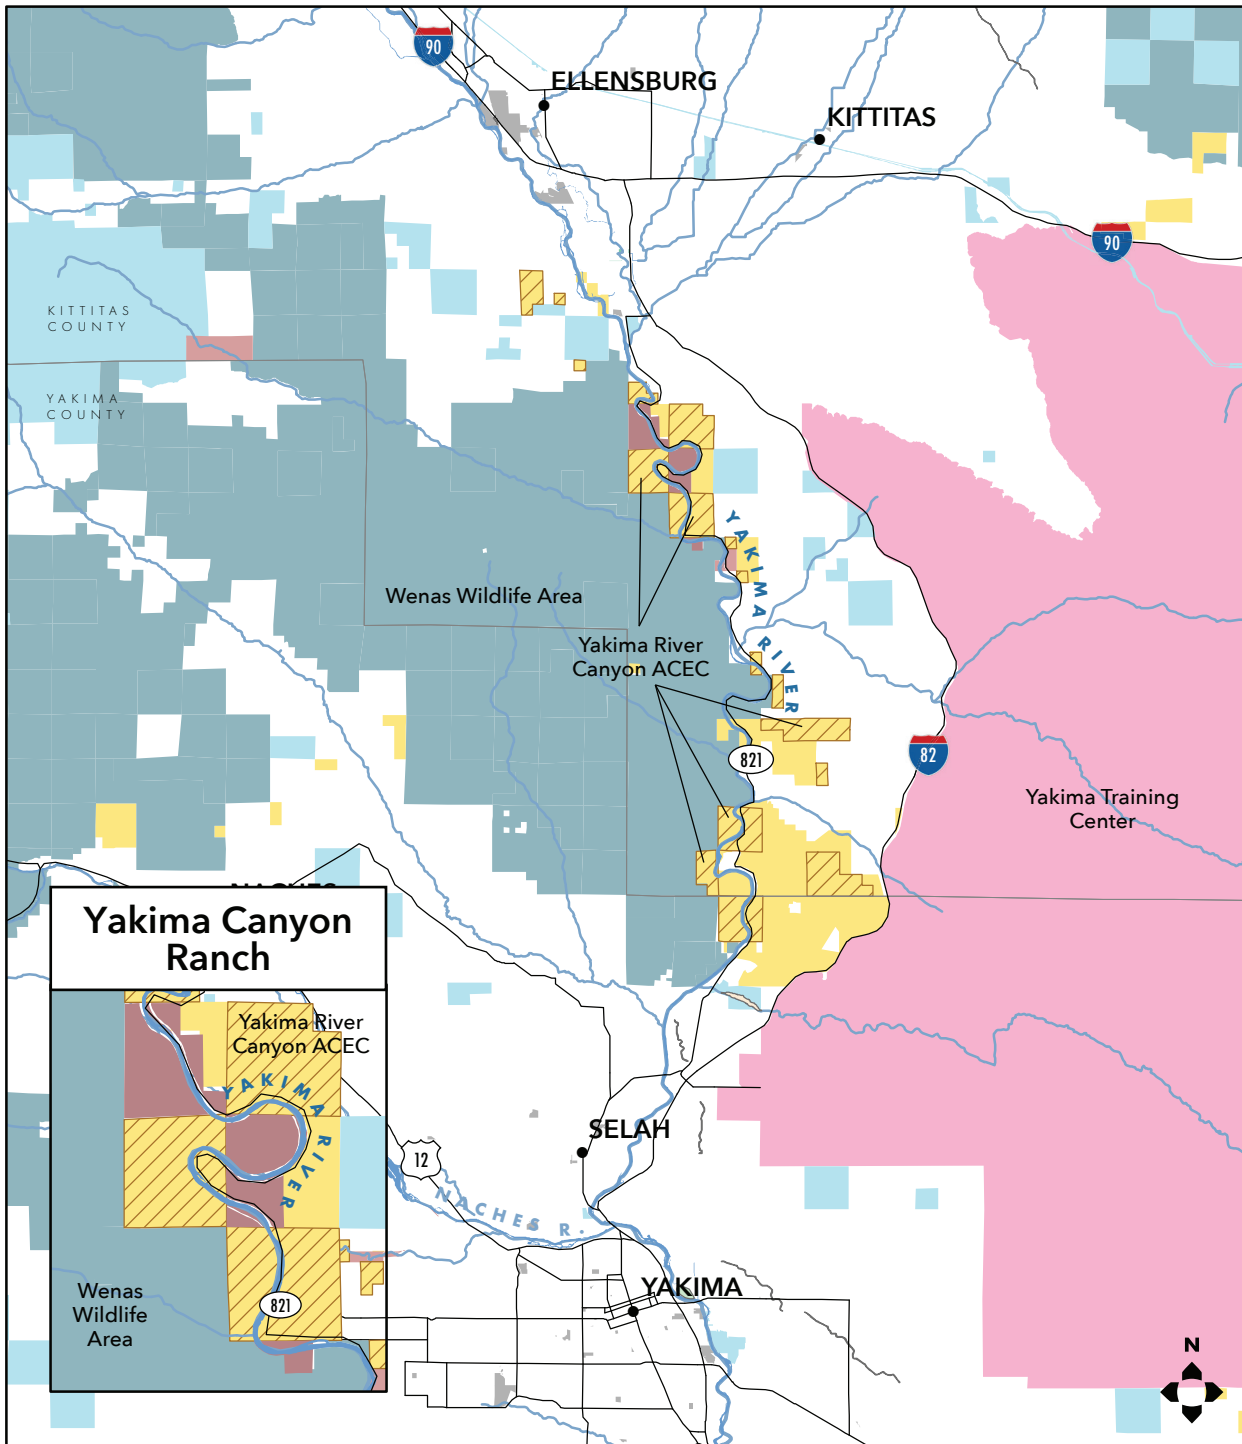 90
ELLENSBURG
KITTITAS
90
KITTITAS
COUNTY
YAKIMA
COUNTY
YAKIMA RIVER
Wenas Wildlife Area
Yakima River
Canyon ACEC
821
82
Yakima Training
Center
NACHES
Yakima Canyon
Ranch
Yakima River
Canyon ACEC
YAKIMA RIVER
Wenas
Wildlife
Area
821
12
SELAH
NACHES R.
YAKIMA
N